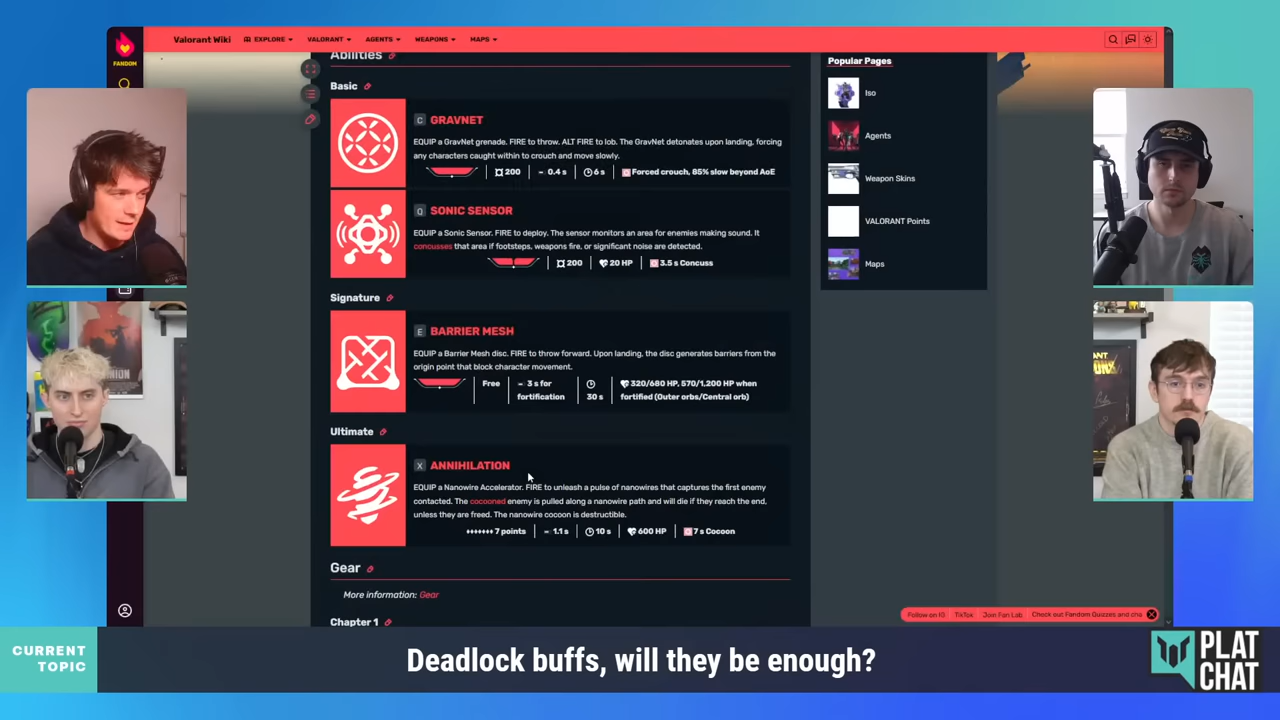 FANDOM
Valorant Wiki
EXPLORE
VALORANT
AGENTS
WEAPONS
MAPS
Abilities
Basic
C GRAVNET
EQUIP a GravNet grenade. FIRE to throw. ALT FIRE to lob. The GravNet detonates upon landing, forcing
any characters caught within to crouch and move slowly.
200 0.4 s 6 s Forced crouch, 85% slow beyond AoE
Q SONIC SENSOR
EQUIP a Sonic Sensor. FIRE to deploy. The sensor monitors an area for enemies making sound. It
concusses that area if footsteps, weapons fire, or significant noise are detected.
200 20 HP 3.5 s Concuss
Signature
E BARRIER MESH
EQUIP a Barrier Mesh disc. FIRE to throw forward. Upon landing, the disc generates barriers from the
origin point that block character movement.
Free
3 s for
fortification
30 s
320/680 HP, 570/1,200 HP when
fortified (Outer orbs/Central orb)
Ultimate
X ANNIHILATION
EQUIP a Nanowire Accelerator. FIRE to unleash a pulse of nanowires that captures the first enemy
contacted. The cocooned enemy is pulled along a nanowire path and will die if they reach the end,
unless they are freed. The nanowire cocoon is destructible.
7 points 1.1 s 10 s 600 HP 7 s Cocoon
Gear
More information: Gear
Chapter 1
Popular Pages
Iso
Agents
Weapon Skins
VALORANT Points
Maps
Follow on IG TikTok Join Fan Lab Check out Fandom Quizzes and cha
CURRENT
TOPIC
Deadlock buffs, will they be enough?
PLAT
CHAT